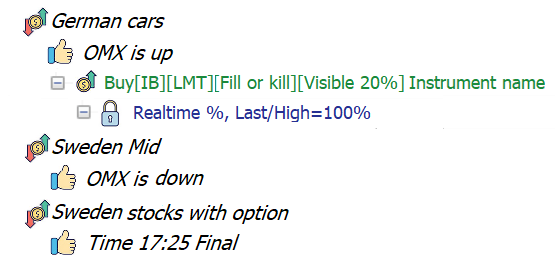 German cars
OMX is up
Buy[IB][LMT][Fill or kill][Visible 20%] Instrument name
Realtime %, Last/High=100%
Sweden Mid
OMX is down
Sweden stocks with option
Time 17:25 Final